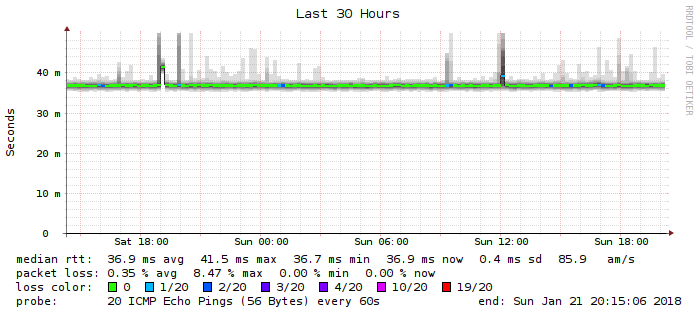 Last 30 Hours
RRDTOOL / TOBI OETIKER
Seconds
40 m
30 m
20 m
10 m
0
Sat 18:00 Sun 00:00 Sun 06:00 Sun 12:00 Sun 18:00
median rtt: 36.9 ms avg 41.5 ms max 36.7 ms min 36.9 ms now 0.4 ms sd 85.9 am/s
packet loss: 0.35 % avg 8.47 % max 0.00 % min 0.00 % now
loss color: 0 1/20 2/20 3/20 4/20 10/20 19/20
probe: 20 ICMP Echo Pings (56 Bytes) every 60s end: Sun Jan 21 20:15:06 2018